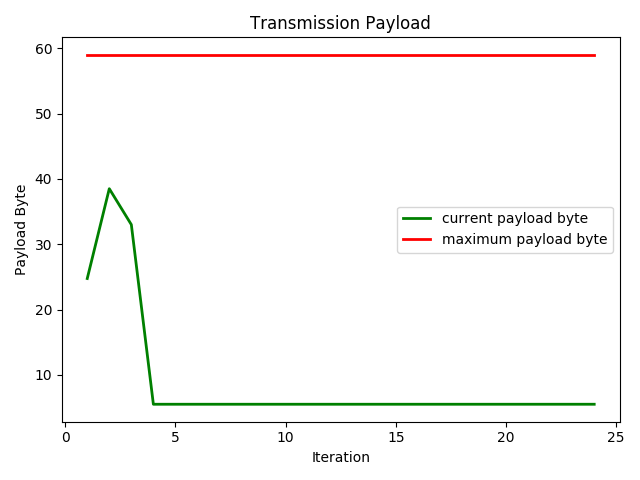 Transmission Payload
Payload Byte
60
50
40
30
20
10
current payload byte
maximum payload byte
0
5
10
15
20
25
Iteration